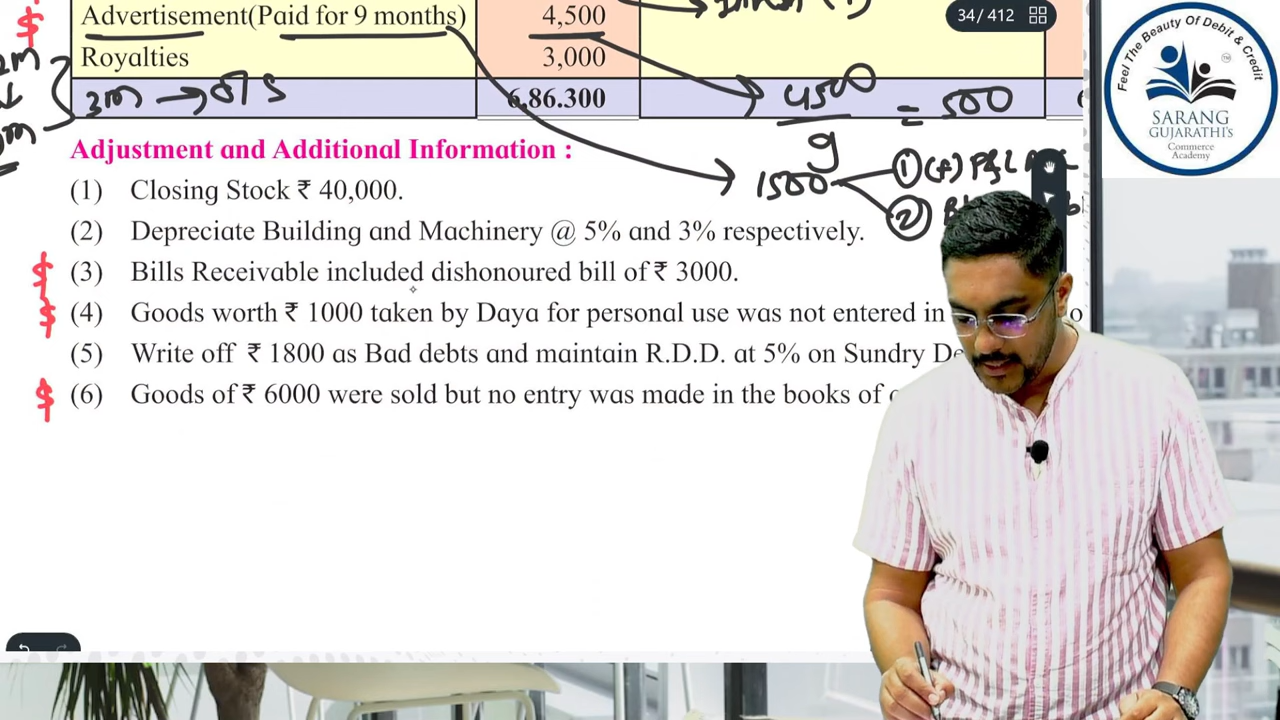 Advertisement(Paid for 9 months) 4,500
Royalties 3,000
3m → O/S 6,86.300
4500
9
= 500
1500
① (+) P&L
②
Adjustment and Additional Information :
(1) Closing Stock ₹ 40,000.
(2) Depreciate Building and Machinery @ 5% and 3% respectively.
$ (3) Bills Receivable included dishonoured bill of ₹ 3000.
$ (4) Goods worth ₹ 1000 taken by Daya for personal use was not entered in
(5) Write off ₹ 1800 as Bad debts and maintain R.D.D. at 5% on Sundry
$ (6) Goods of ₹ 6000 were sold but no entry was made in the books of
34/412
Feel The Beauty Of Debit & Credit
TM
SARANG
GUJARATHI'S
Commerce
Academy